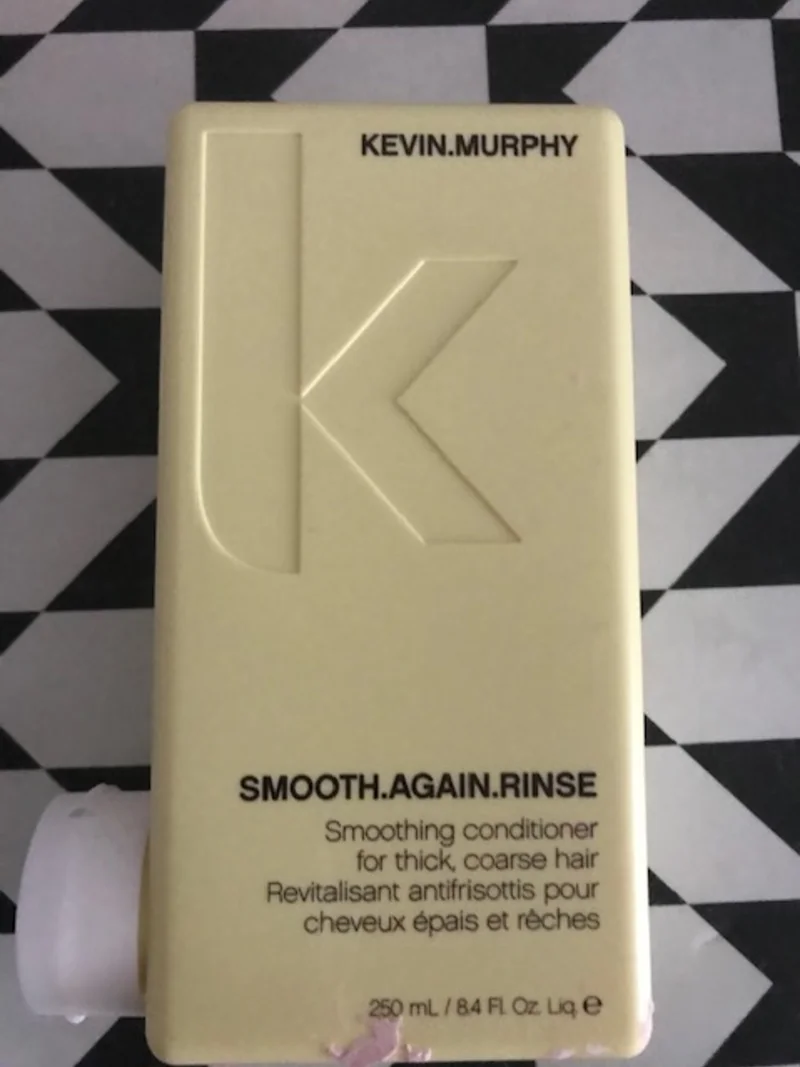 KEVIN.MURPHY
SMOOTH.AGAIN.RINSE
Smoothing conditioner
for thick, coarse hair
Revitalisant antifrisottis pour
cheveux épais et rêches
250 mL / 8.4 Fl. Oz. Liq. ℮